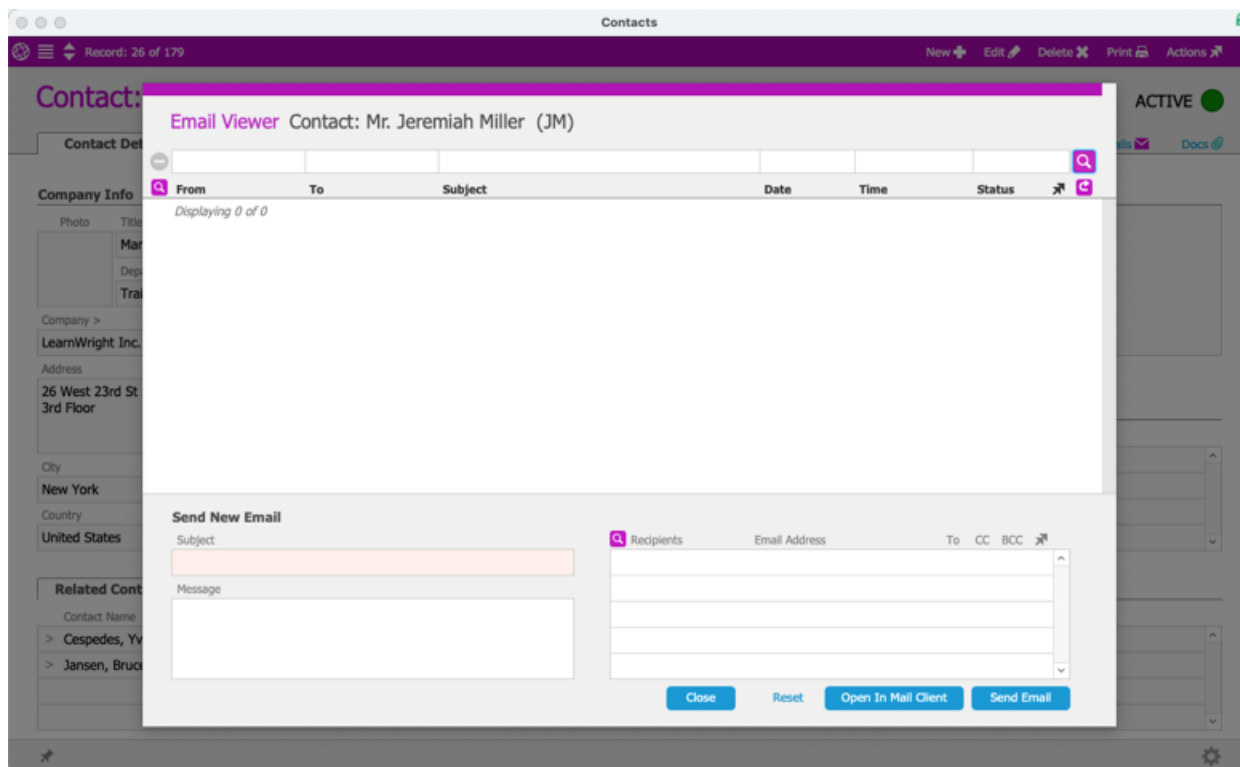 Contacts
Record: 26 of 179
New Edit Delete Print Actions
Contact:
ACTIVE
Email Viewer Contact: Mr. Jeremiah Miller (JM)
Contact Det
ils Docs
From To Subject Date Time Status
Displaying 0 of 0
Company Info
Photo Title
Mar
Depa
Trai
Company >
LearnWright Inc.
Address
26 West 23rd St
3rd Floor
City
New York
Country
United States
Send New Email
Subject
Message
Recipients Email Address To CC BCC
Related Cont
Contact Name
> Cespedes, Yv
> Jansen, Bruce
Close Reset Open In Mail Client Send Email